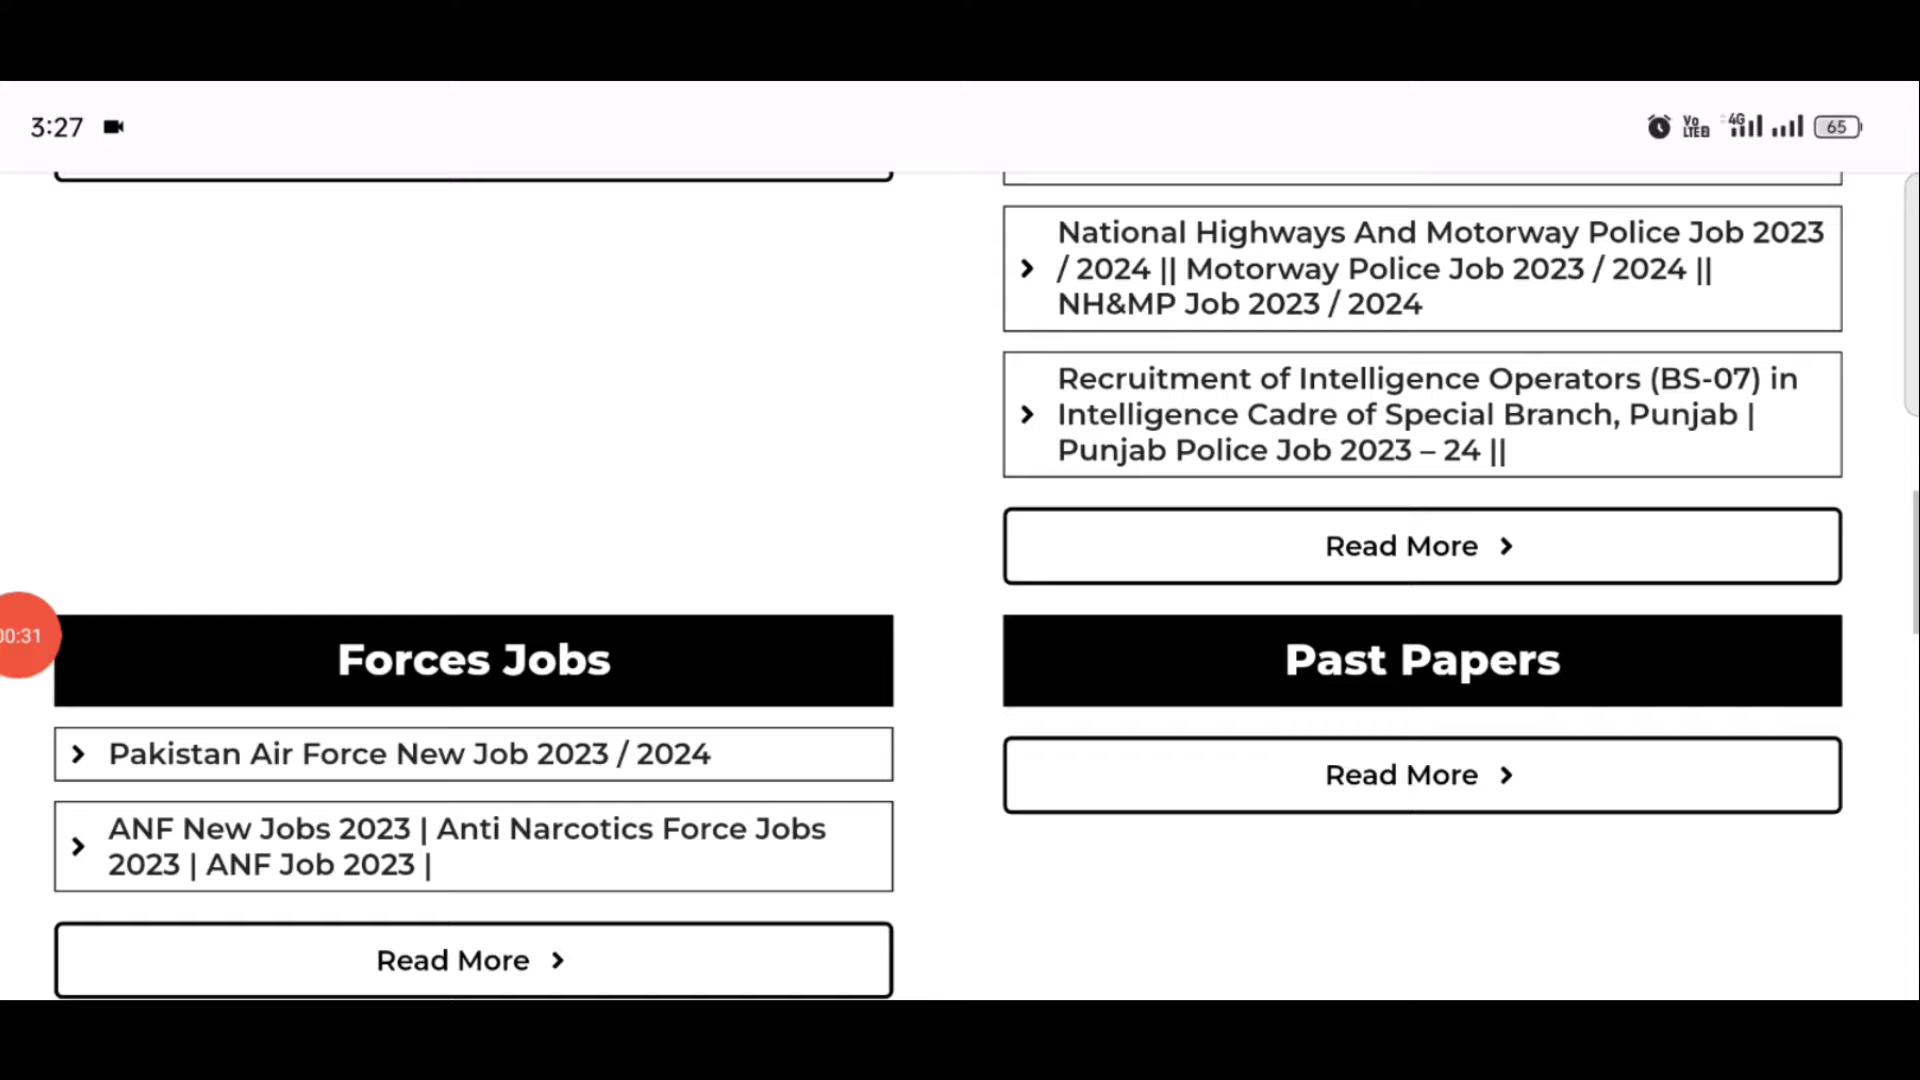 3:27
Vo
LTE2
4G
65
National Highways And Motorway Police Job 2023
/ 2024 || Motorway Police Job 2023 / 2024 ||
NH&MP Job 2023 / 2024
Recruitment of Intelligence Operators (BS-07) in
Intelligence Cadre of Special Branch, Punjab |
Punjab Police Job 2023 – 24 ||
Read More
00:31
Forces Jobs
Pakistan Air Force New Job 2023 / 2024
ANF New Jobs 2023 | Anti Narcotics Force Jobs
2023 | ANF Job 2023 |
Read More
Past Papers
Read More